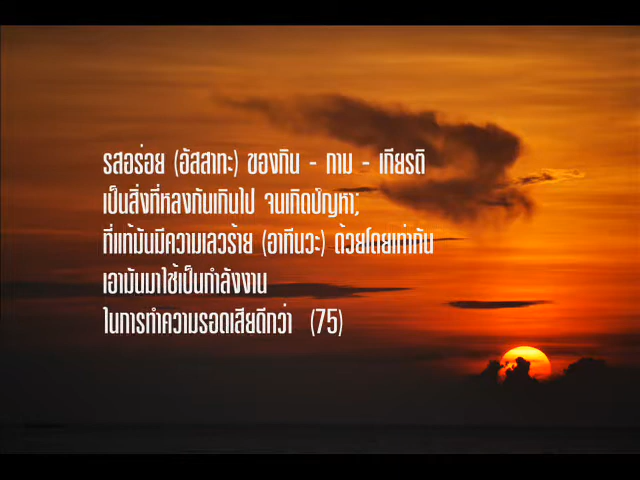 รสอร่อย (อัสสาทะ) ของกิน - กาม - เกียรติ
เป็นสิ่งที่หลงกันเกินไป จนเกิดปัญหา;
ที่แท้มันมีความเลวร้าย (อาทีนวะ) ด้วยโดยเท่ากัน
เอามันมาใช้เป็นกำลังงาน
ในการทำความรอดเสียดีกว่า (75)